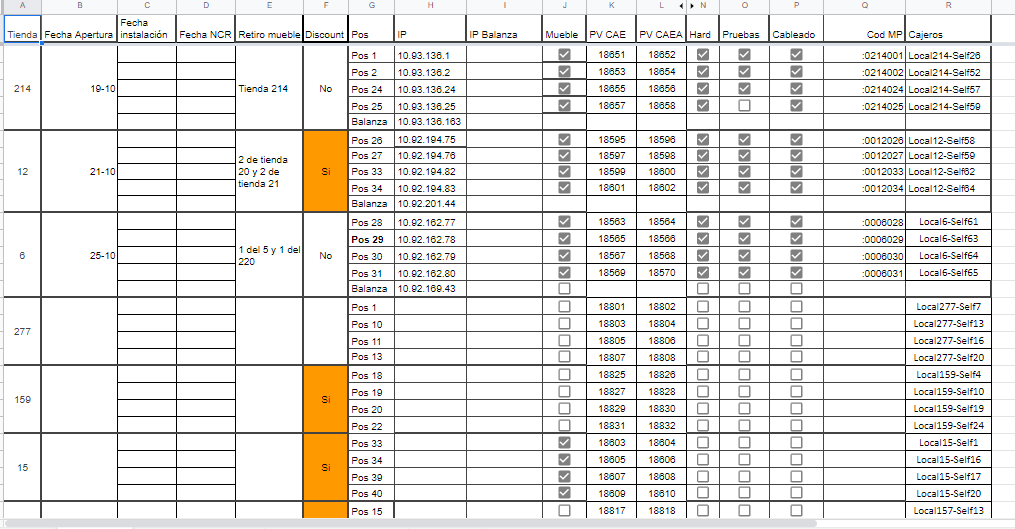 A B C D E F G H I J K L N O P Q R
Tienda Fecha Apertura Fecha instalación Fecha NCR Retiro mueble Discount Pos IP IP Balanza Mueble PV CAE PV CAEA Hard Pruebas Cableado Cod MP Cajeros
214 19-10 Tienda 214 No
Pos 1 10.93.136.1 18651 18652 :0214001 Local214-Self26
Pos 2 10.93.136.2 18653 18654 :0214002 Local214-Self52
Pos 24 10.93.136.24 18655 18656 :0214024 Local214-Self57
Pos 25 10.93.136.25 18657 18658 :0214025 Local214-Self59
Balanza 10.93.136.163
12 21-10 2 de tienda 20 y 2 de tienda 21 Si
Pos 26 10.92.194.75 18595 18596 :0012026 Local12-Self58
Pos 27 10.92.194.76 18597 18598 :0012027 Local12-Self59
Pos 33 10.92.194.82 18599 18600 :0012033 Local12-Self62
Pos 34 10.92.194.83 18601 18602 :0012034 Local12-Self64
Balanza 10.92.201.44
6 25-10 1 del 5 y 1 del 220 No
Pos 28 10.92.162.77 18563 18564 :0006028 Local6-Self61
Pos 29 10.92.162.78 18565 18566 :0006029 Local6-Self63
Pos 30 10.92.162.79 18567 18568 :0006030 Local6-Self64
Pos 31 10.92.162.80 18569 18570 :0006031 Local6-Self65
Balanza 10.92.169.43
277
Pos 1 18801 18802 Local277-Self7
Pos 10 18803 18804 Local277-Self13
Pos 11 18805 18806 Local277-Self16
Pos 13 18807 18808 Local277-Self20
159 Si
Pos 18 18825 18826 Local159-Self4
Pos 19 18827 18828 Local159-Self10
Pos 20 18829 18830 Local159-Self19
Pos 22 18831 18832 Local159-Self24
15 Si
Pos 33 18603 18604 Local15-Self1
Pos 34 18605 18606 Local15-Self16
Pos 39 18607 18608 Local15-Self17
Pos 40 18609 18610 Local15-Self20
Pos 15 18817 18818 Local157-Self13